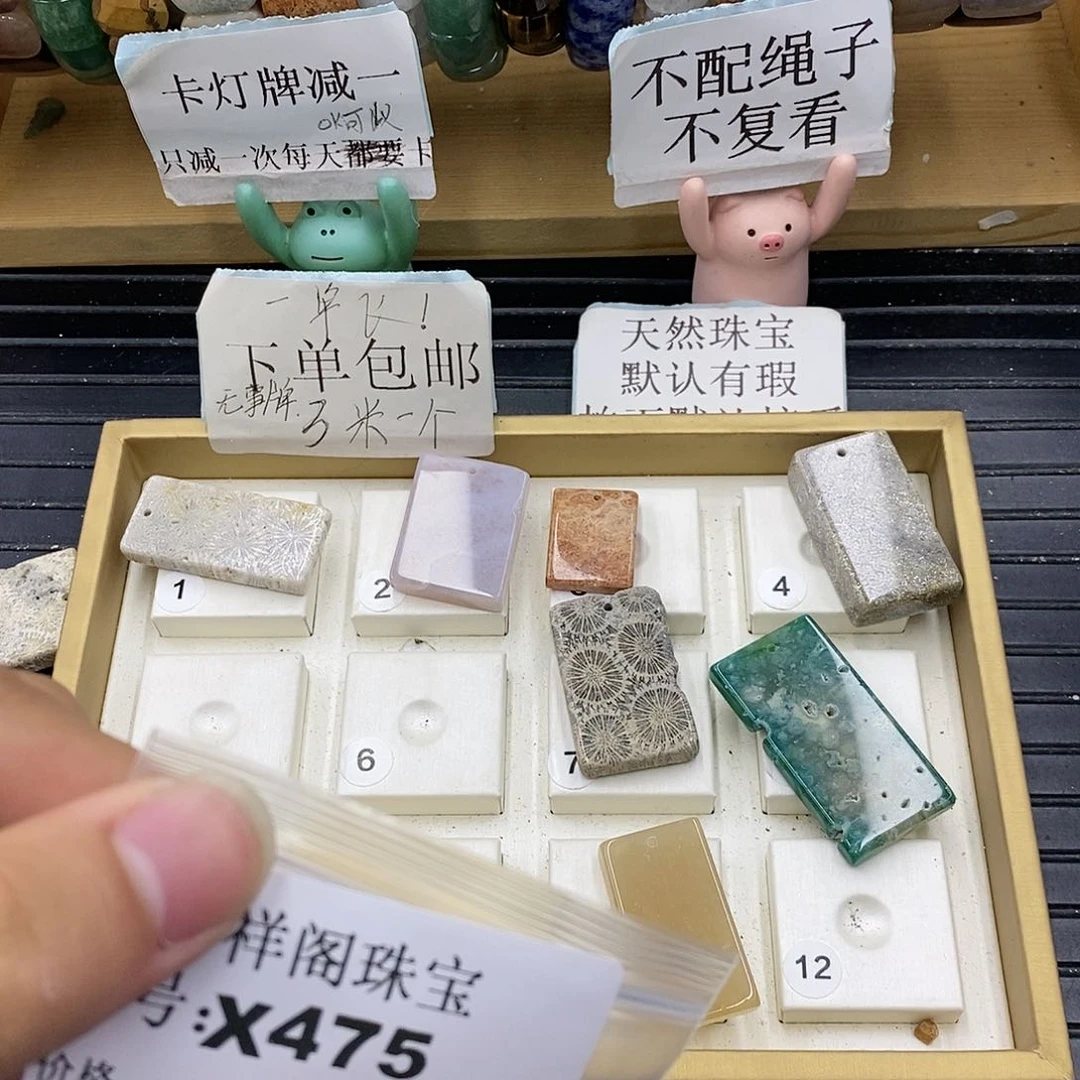 卡灯牌减一
OK可以
只减一次每天都要卡
不配绳子
不复看
一单长!
下单包邮
无事牌
3米一个
天然珠宝
默认有瑕
1
2
4
6
7
12
祥阁珠宝
号:X475
价格